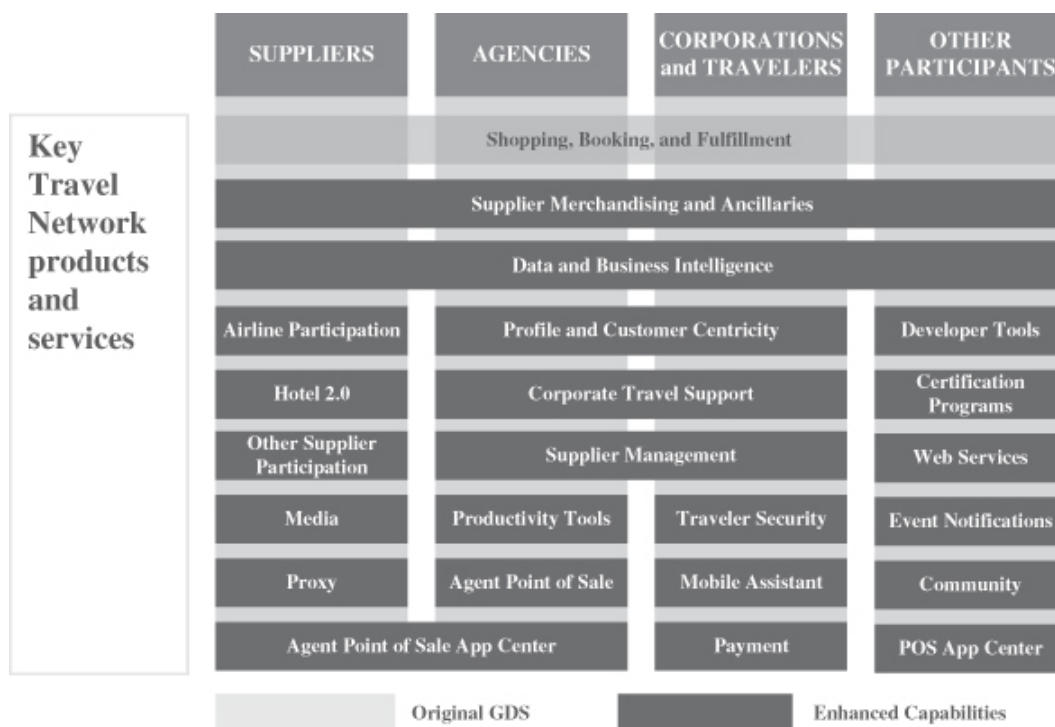 SUPPLIERS
AGENCIES
CORPORATIONS
and TRAVELERS
OTHER
PARTICIPANTS
Key
Travel
Network
products
and
services
Shopping, Booking, and Fulfillment
Supplier Merchandising and Ancillaries
Data and Business Intelligence
Airline Participation
Profile and Customer Centricity
Developer Tools
Hotel 2.0
Corporate Travel Support
Certification
Programs
Other Supplier
Participation
Supplier Management
Web Services
Media
Productivity Tools
Traveler Security
Event Notifications
Proxy
Agent Point of Sale
Mobile Assistant
Community
Agent Point of Sale App Center
Payment
POS App Center
Original GDS
Enhanced Capabilities